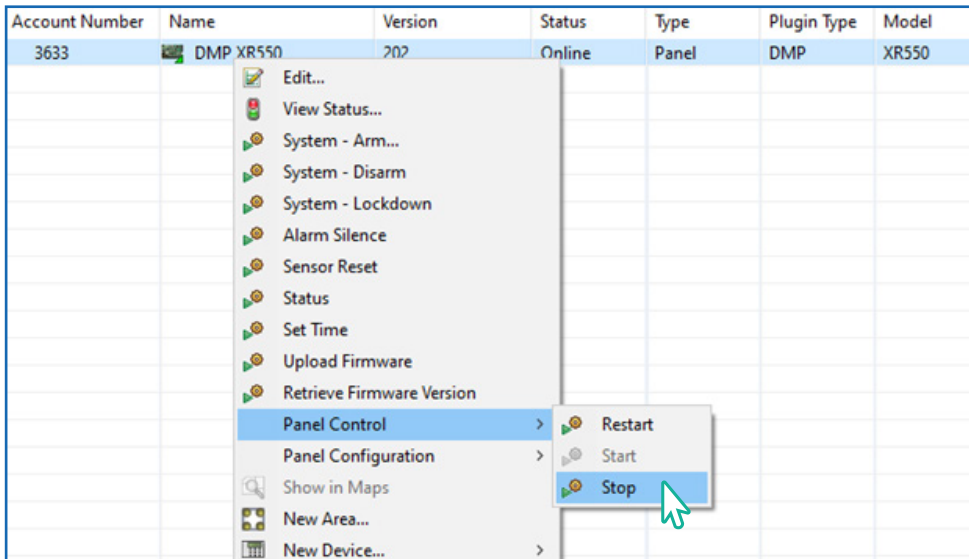 Account Number Name Version Status Type Plugin Type Model
3633 DMP XR550 202 Online Panel DMP XR550
Edit...
View Status...
System - Arm...
System - Disarm
System - Lockdown
Alarm Silence
Sensor Reset
Status
Set Time
Upload Firmware
Retrieve Firmware Version
Panel Control > Restart
Panel Configuration > Start
Show in Maps Stop
New Area...
New Device... >